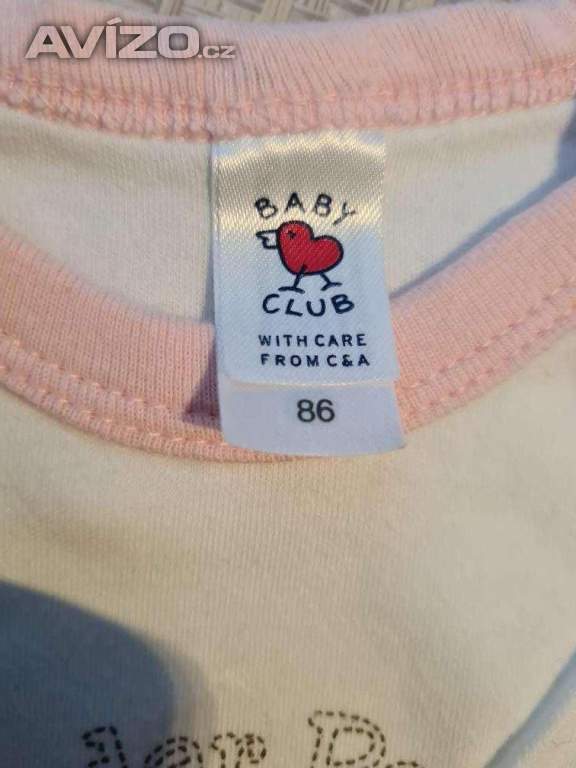 AVÍZO.cz
BABY
CLUB
WITH CARE
FROM C&A
86